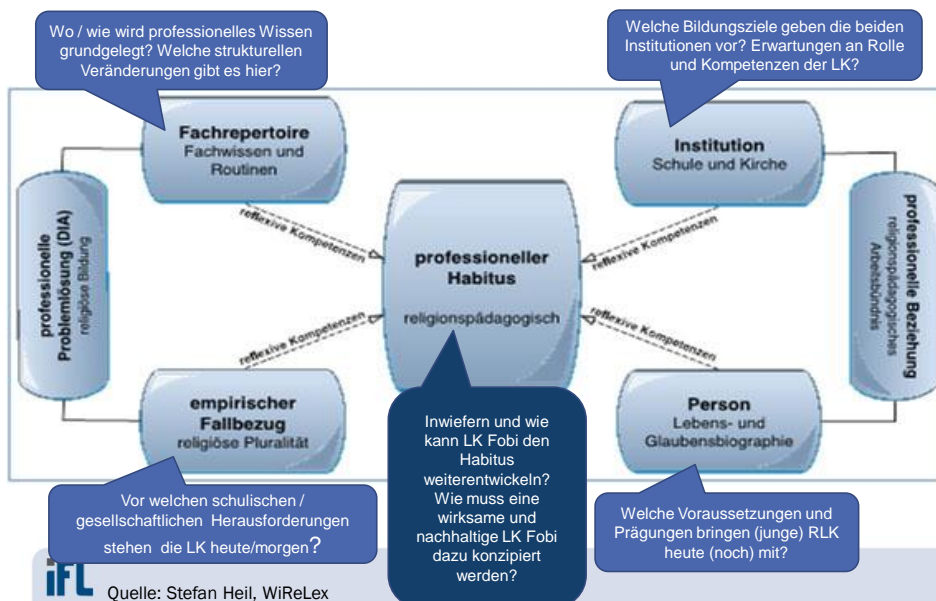 Wo / wie wird professionelles Wissen
grundgelegt? Welche strukturellen
Veränderungen gibt es hier?
Welche Bildungsziele geben die beiden
Institutionen vor? Erwartungen an Rolle
und Kompetenzen der LK?
Fachrepertoire
Fachwissen und
Routinen
Institution
Schule und Kirche
professionelle
Problemlösung (DIA)
religiöse Bildung
reflexive Kompetenzen
reflexive Kompetenzen
professioneller
Habitus
religionspädagogisch
professionelle Beziehung
religionspädagogisches
Arbeitsbündnis
reflexive Kompetenzen
reflexive Kompetenzen
empirischer
Fallbezug
religiöse Pluralität
Person
Lebens- und
Glaubensbiographie
Inwiefern und wie
kann LK Fobi den
Habitus
weiterentwickeln?
Wie muss eine
wirksame und
nachhaltige LK Fobi
dazu konzipiert
werden?
Vor welchen schulischen /
gesellschaftlichen Herausforderungen
stehen die LK heute/morgen?
Welche Voraussetzungen und
Prägungen bringen (junge) RLK
heute (noch) mit?
iFL
Quelle: Stefan Heil, WiReLex